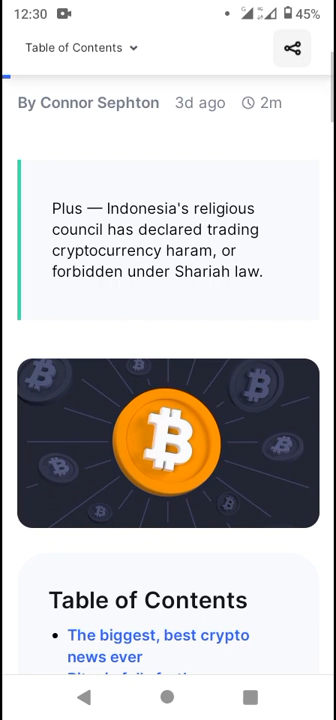 12:30 45%
Table of Contents
By Connor Sephton 3d ago 2m
Plus — Indonesia's religious
council has declared trading
cryptocurrency haram, or
forbidden under Shariah law.
Table of Contents
• The biggest, best crypto
news ever